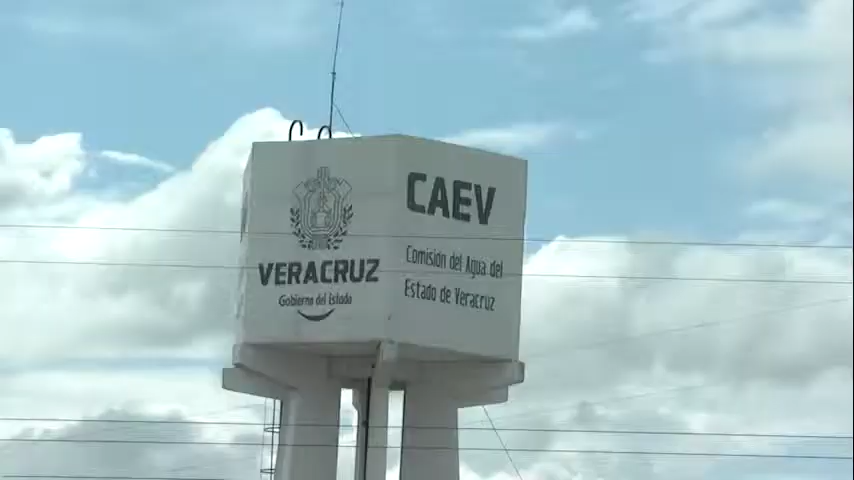 VERACRUZ
Gobierno del Estado
CAEV
Comisión del Agua del
Estado de Veracruz